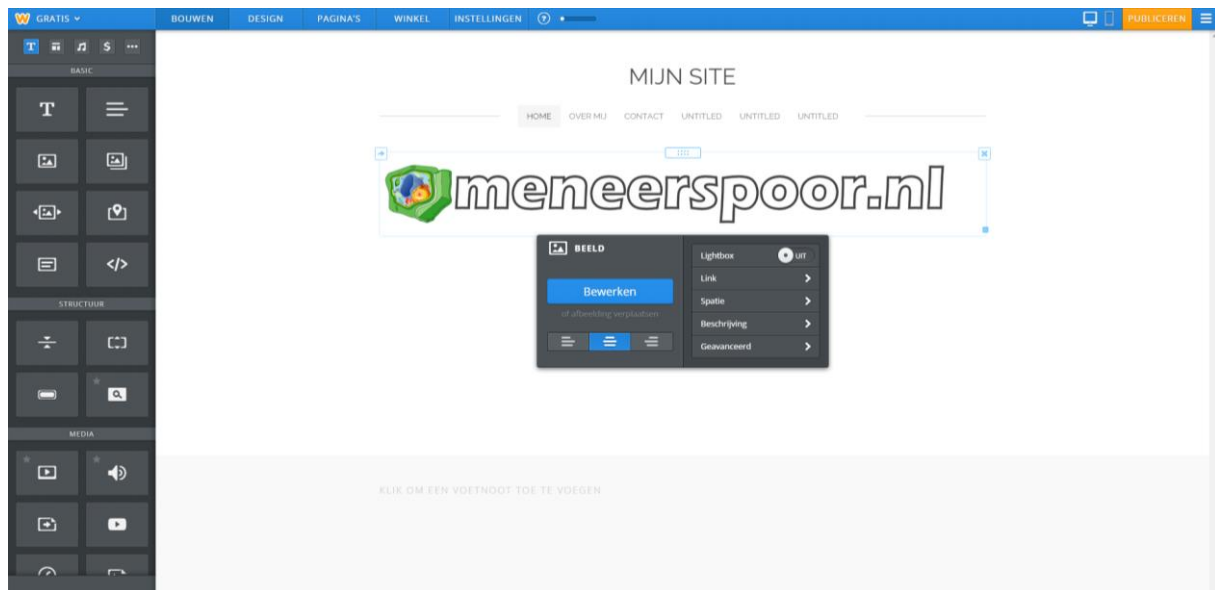 GRATIS
BOUWEN DESIGN PAGINA'S WINKEL INSTELLINGEN
PUBLICEREN
BASIC
STRUCTUUR
MEDIA
MIJN SITE
HOME OVER MIJ CONTACT UNTITLED UNTITLED UNTITLED
meneerspoor.nl
BEELD
Bewerken
of afbeelding verplaatsen
Lightbox UIT
Link
Spatie
Beschrijving
Geavanceerd
KLIK OM EEN VOETNOOT TOE TE VOEGEN